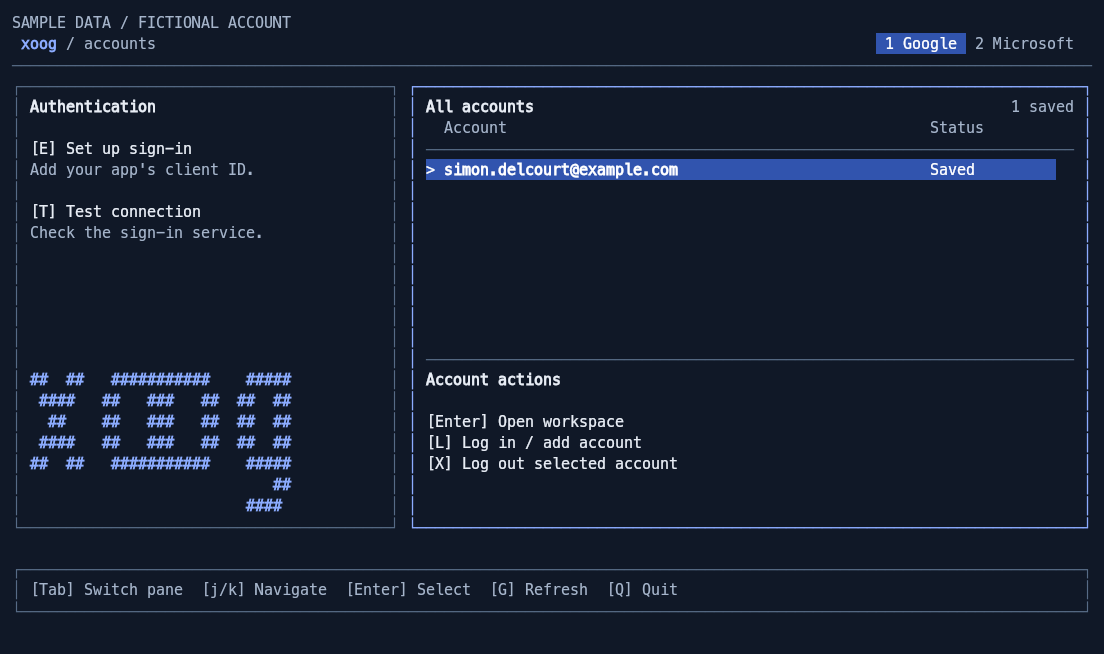 SAMPLE DATA / FICTIONAL ACCOUNT
xoog / accounts
1 Google 2 Microsoft
Authentication
[E] Set up sign-in
Add your app's client ID.
[T] Test connection
Check the sign-in service.
All accounts 1 saved
Account Status
> simon.delcourt@example.com Saved
Account actions
[Enter] Open workspace
[L] Log in / add account
[X] Log out selected account
##  ##   ###########    #####
 ####   ##   ###   ##  ##  ##
  ##    ##   ###   ##  ##  ##
 ####   ##   ###   ##  ##  ##
##  ##   ###########    #####
                           ##
                        ####
[Tab] Switch pane [j/k] Navigate [Enter] Select [G] Refresh [Q] Quit